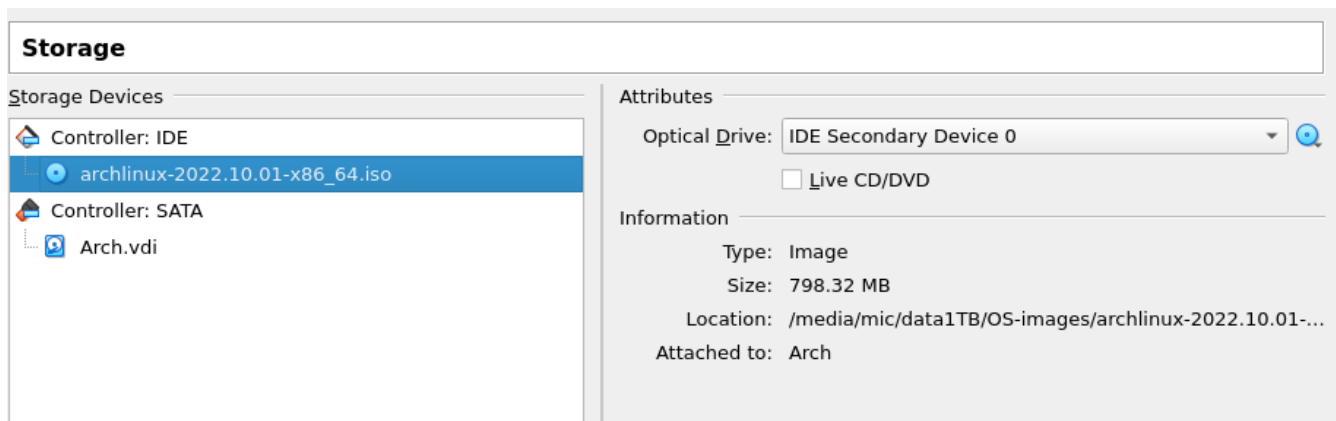 Storage
Storage Devices
Controller: IDE
archlinux-2022.10.01-x86_64.iso
Controller: SATA
Arch.vdi
Attributes
Optical Drive: IDE Secondary Device 0
Live CD/DVD
Information
Type: Image
Size: 798.32 MB
Location: /media/mic/data1TB/OS-images/archlinux-2022.10.01-...
Attached to: Arch